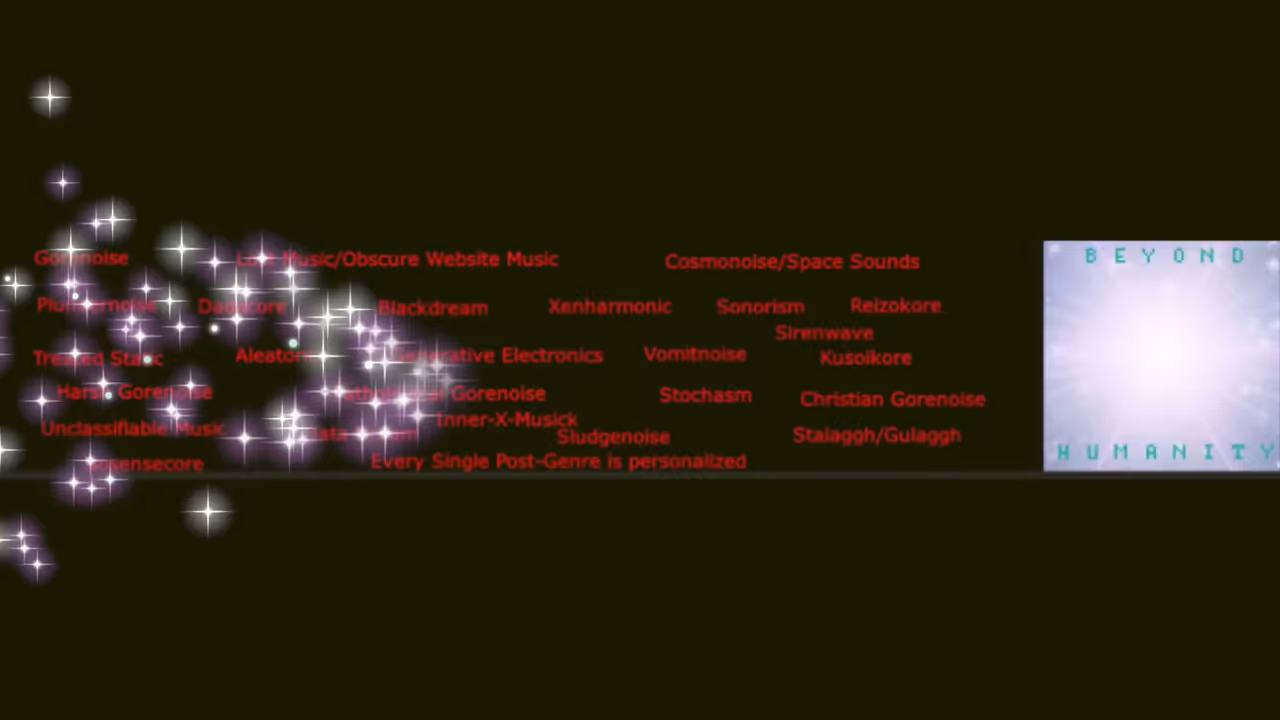 Gorenoise
Music/Obscure Website Music
Cosmonoise/Space Sounds
BEYOND
Blackdream
Xenharmonic
Sonorism
Reizokore
Sirenwave
Treated Static
Generative Electronics
Vomitnoise
Kusoikore
Harsh Gorenoise
Gorenoise
Stochasm
Christian Gorenoise
Inner-X-Musick
Unclassifiable Music
Sludgenoise
Stalaggh/Gulaggh
HUMANITY
Every Single Post-Genre is personalized